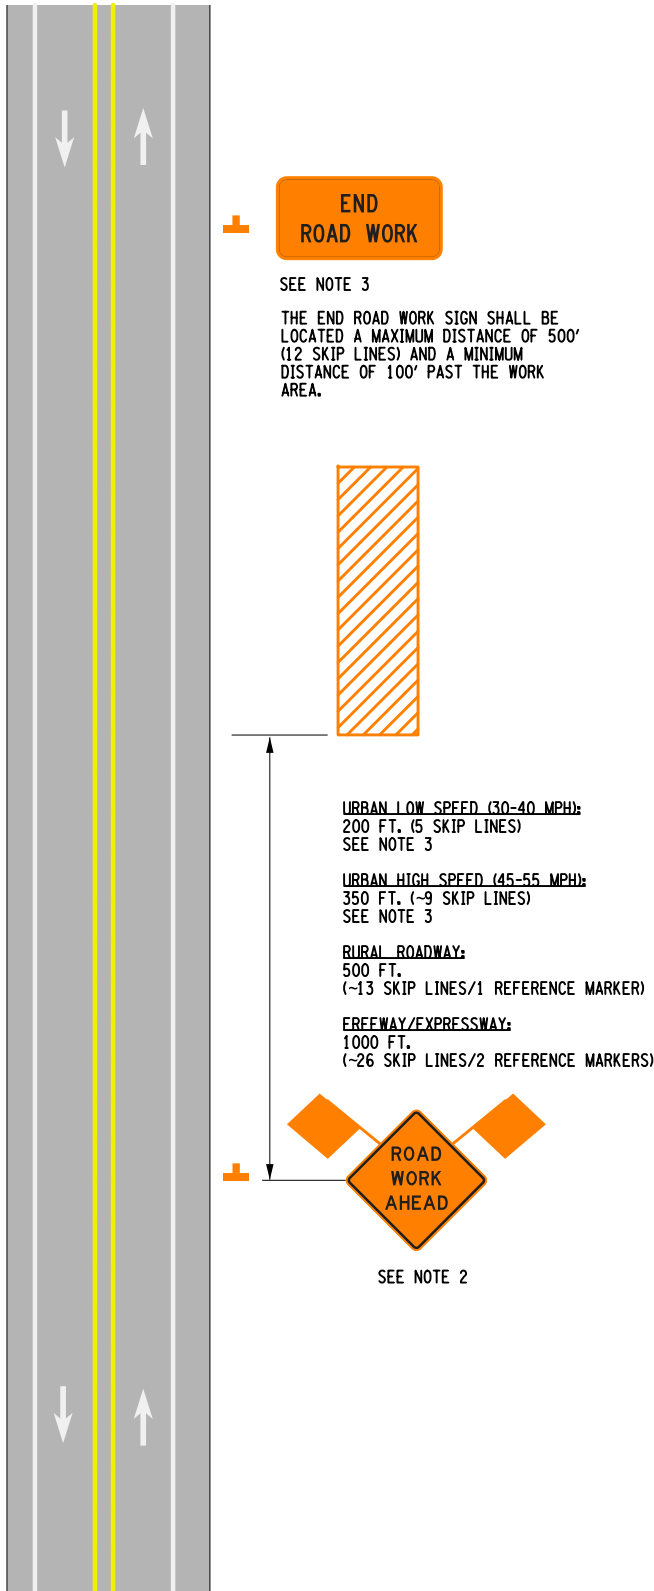 END
ROAD WORK
SEE NOTE 3
THE END ROAD WORK SIGN SHALL BE
LOCATED A MAXIMUM DISTANCE OF 500'
(12 SKIP LINES) AND A MINIMUM
DISTANCE OF 100' PAST THE WORK
AREA.
URBAN LOW SPEED (30-40 MPH):
200 FT. (5 SKIP LINES)
SEE NOTE 3
URBAN HIGH SPEED (45-55 MPH):
350 FT. (~9 SKIP LINES)
SEE NOTE 3
RURAL ROADWAY:
500 FT.
(~13 SKIP LINES/1 REFERENCE MARKER)
FREEWAY/EXPRESSWAY:
1000 FT.
(~26 SKIP LINES/2 REFERENCE MARKERS)
ROAD
WORK
AHEAD
SEE NOTE 2